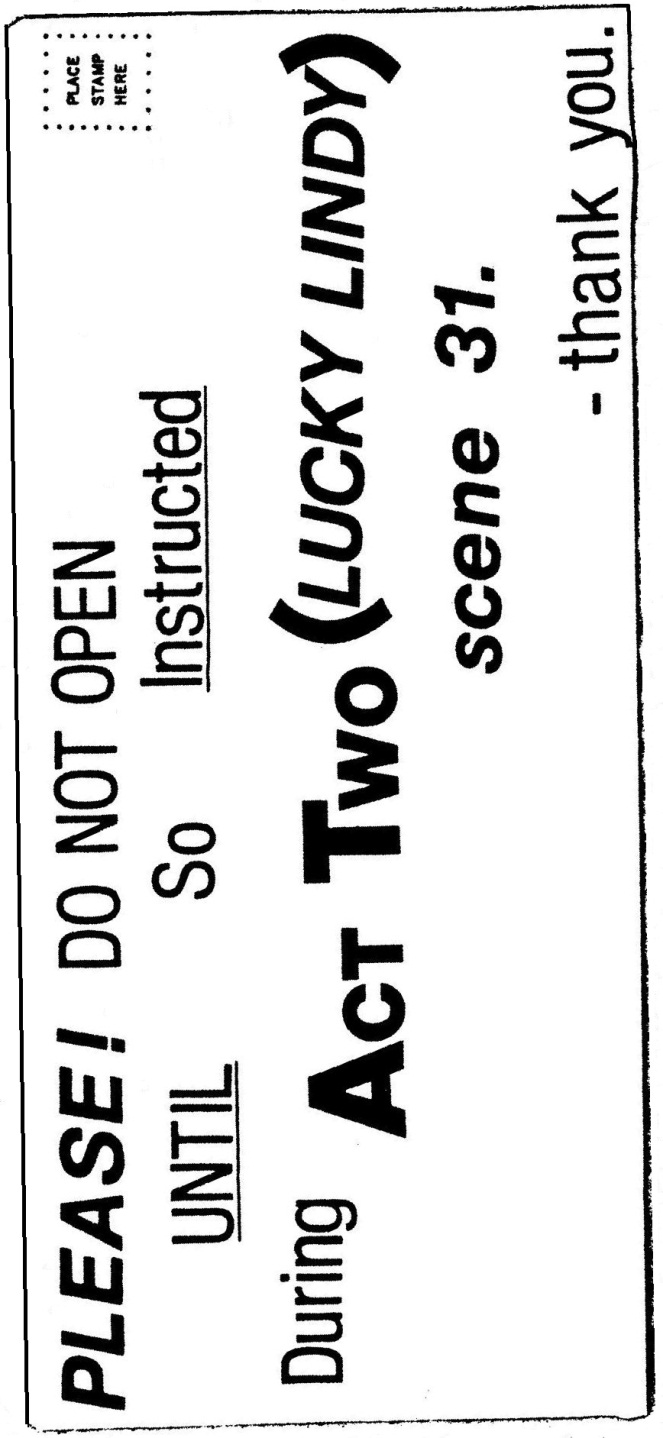 PLACE
STAMP
HERE
PLEASE! DO NOT OPEN
UNTIL So Instructed
During ACT TWO (LUCKY LINDY)
scene 31.
- thank you.